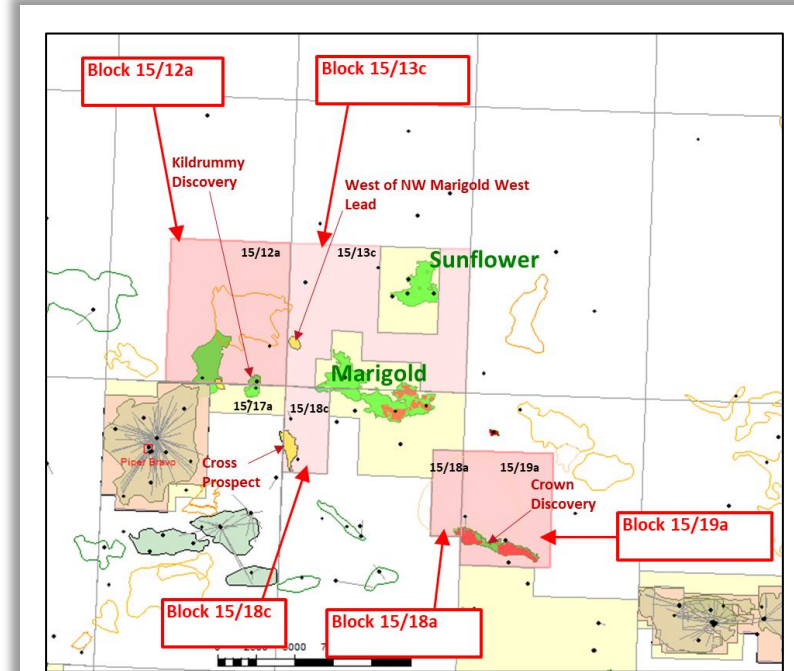 Block 15/12a
Block 15/13c
Kildrummy
Discovery
West of NW Marigold West
Lead
15/12a
15/13c
Sunflower
Marigold
15/17a
15/18c
Piper Bravo
Cross
Prospect
15/18a
15/19a
Crown
Discovery
Block 15/19a
Block 15/18c
Block 15/18a